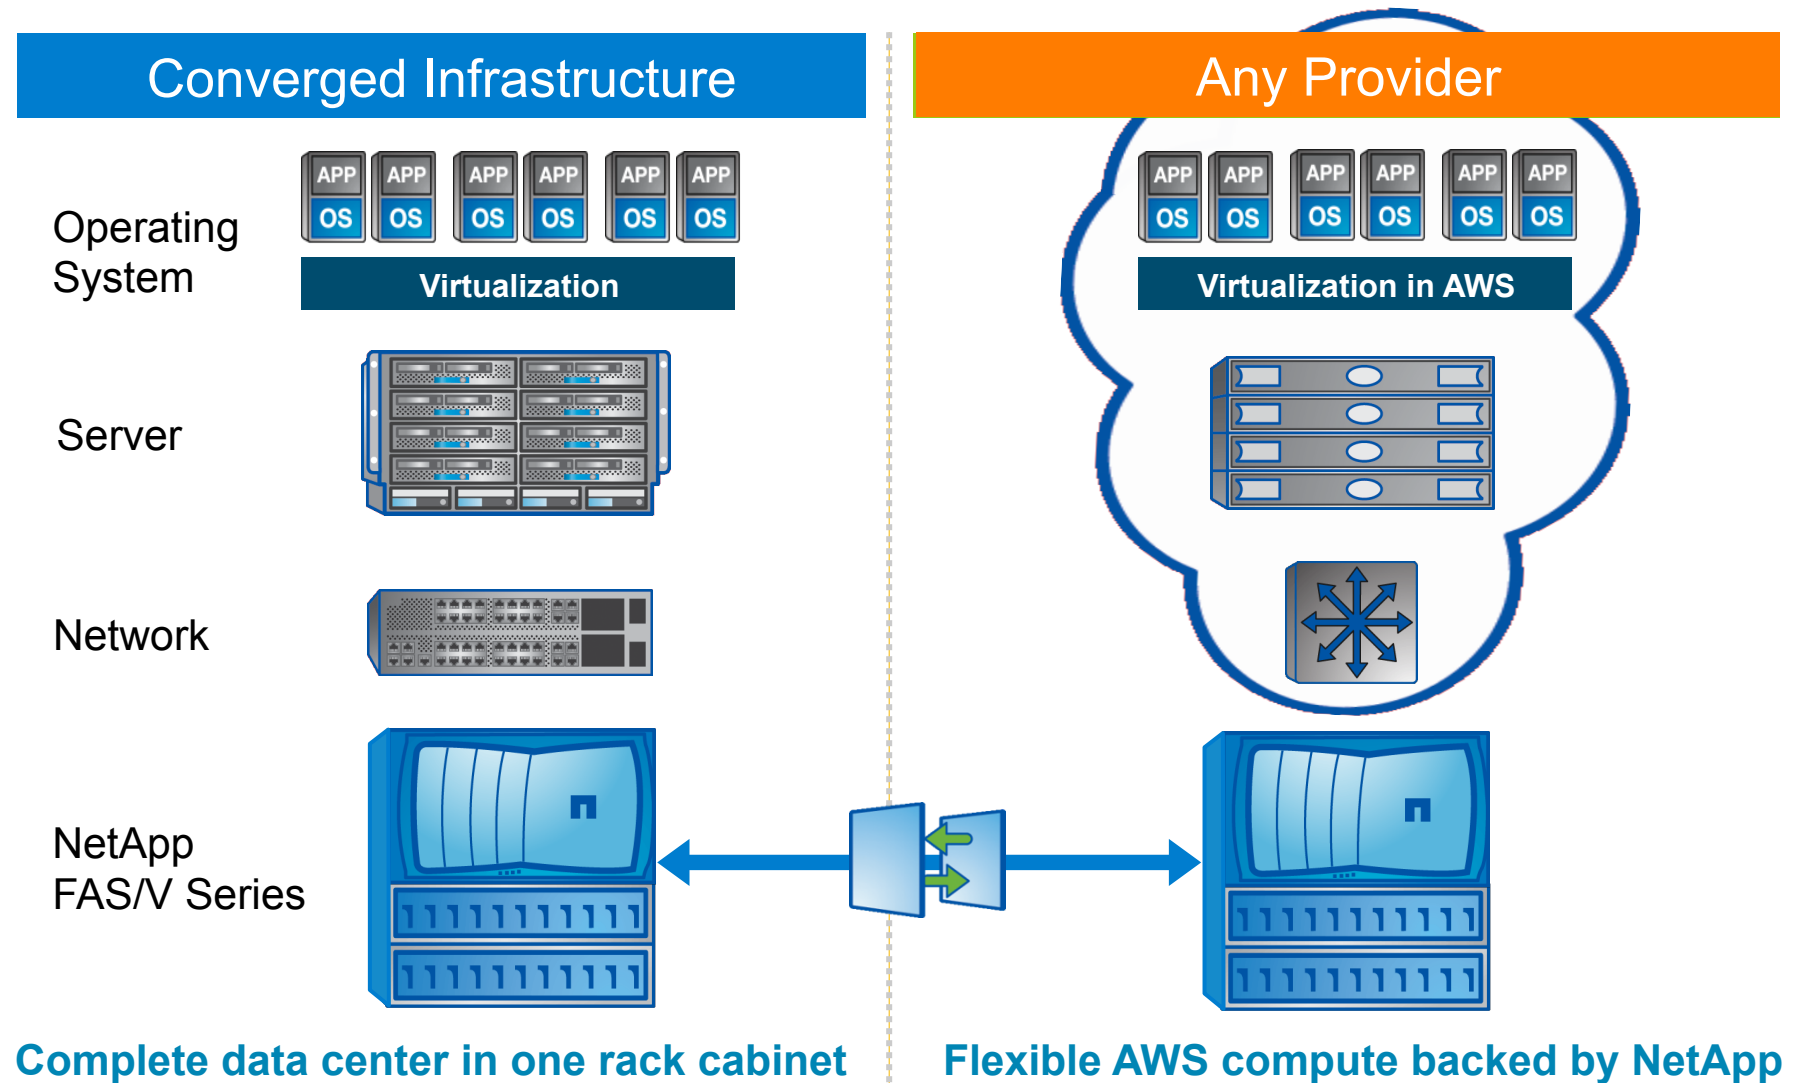 Converged Infrastructure
Any Provider
APP APP APP APP APP APP
OS OS OS OS OS OS
APP APP APP APP APP APP
OS OS OS OS OS OS
Operating
System
Virtualization
Virtualization in AWS
Server
Network
NetApp
FAS/V Series
Complete data center in one rack cabinet
Flexible AWS compute backed by NetApp